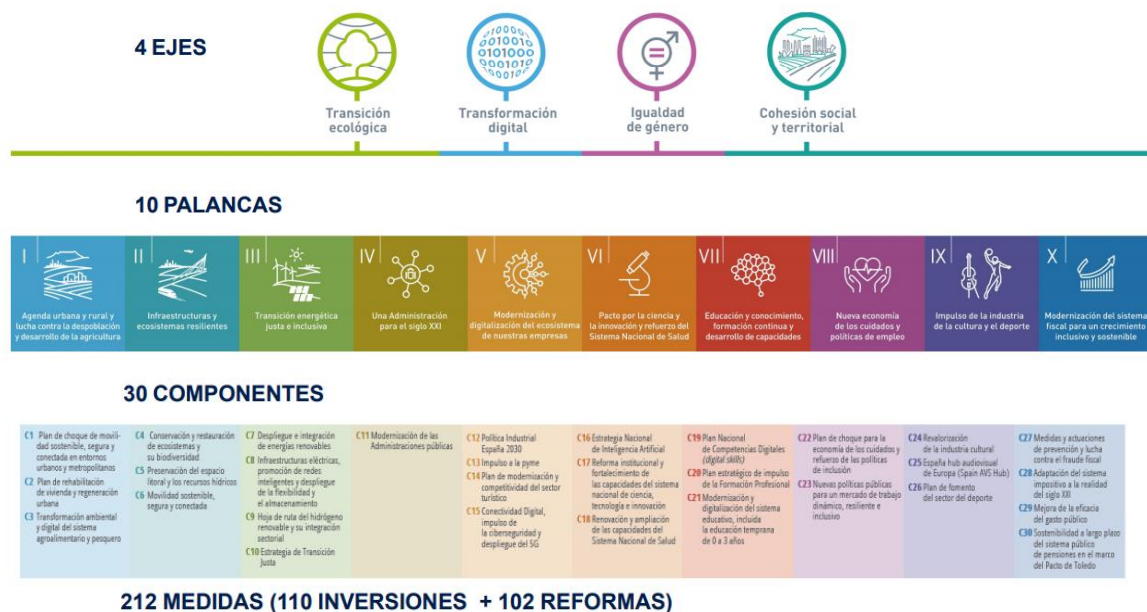 4 EJES
Transición
ecológica
Transformación
digital
Igualdad
de género
Cohesión social
y territorial
10 PALANCAS
I
Agenda urbana y rural y
lucha contra la despoblación
y desarrollo de la agricultura
II
Infraestructuras y
ecosistemas resilientes
III
Transición energética
justa e inclusiva
IV
Una Administración
para el siglo XXI
V
Modernización y
digitalización del ecosistema
de nuestras empresas
VI
Pacto por la ciencia y
la innovación y refuerzo del
Sistema Nacional de Salud
VII
Educación y conocimiento,
formación continua y
desarrollo de capacidades
VIII
Nueva economía
de los cuidados y
políticas de empleo
IX
Impulso de la industria
de la cultura y el deporte
X
Modernización del sistema
fiscal para un crecimiento
inclusivo y sostenible
30 COMPONENTES
C1 Plan de choque de movili-
dad sostenible, segura y
conectada en entornos
urbanos y metropolitanos
C2 Plan de rehabilitación
de vivienda y regeneración
urbana
C3 Transformación ambiental
y digital del sistema
agroalimentario y pesquero
C4 Conservación y restauración
de ecosistemas y
su biodiversidad
C5 Preservación del espacio
litoral y los recursos hídricos
C6 Movilidad sostenible,
segura y conectada
C7 Despliegue e integración
de energías renovables
C8 Infraestructuras eléctricas,
promoción de redes
inteligentes y despliegue
de la flexibilidad y
el almacenamiento
C9 Hoja de ruta del hidrógeno
renovable y su integración
sectorial
C10 Estrategia de Transición
Justa
C11 Modernización de las
Administraciones públicas
C12 Política Industrial
España 2030
C13 Impulso a la pyme
C14 Plan de modernización y
competitividad del sector
turístico
C15 Conectividad Digital,
impulso de
la ciberseguridad y
despliegue del 5G
C16 Estrategia Nacional
de Inteligencia Artificial
C17 Reforma institucional y
fortalecimiento de
las capacidades del sistema
nacional de ciencia,
tecnología e innovación
C18 Renovación y ampliación
de las capacidades del
Sistema Nacional de Salud
C19 Plan Nacional
de Competencias Digitales
(digital skills)
C20 Plan estratégico de impulso
de la Formación Profesional
C21 Modernización y
digitalización del sistema
educativo, incluida
la educación temprana
de 0 a 3 años
C22 Plan de choque para la
economía de los cuidados y
refuerzo de las políticas
de inclusión
C23 Nuevas políticas públicas
para un mercado de trabajo
dinámico, resiliente e
inclusivo
C24 Revalorización
de la industria cultural
C25 España hub audiovisual
de Europa (Spain AVS Hub)
C26 Plan de fomento
del sector del deporte
C27 Medidas y actuaciones
de prevención y lucha
contra el fraude fiscal
C28 Adaptación del sistema
impositivo a la realidad
del siglo XXI
C29 Mejora de la eficacia
del gasto público
C30 Sostenibilidad a largo plazo
del sistema público
de pensiones en el marco
del Pacto de Toledo
212 MEDIDAS (110 INVERSIONES + 102 REFORMAS)